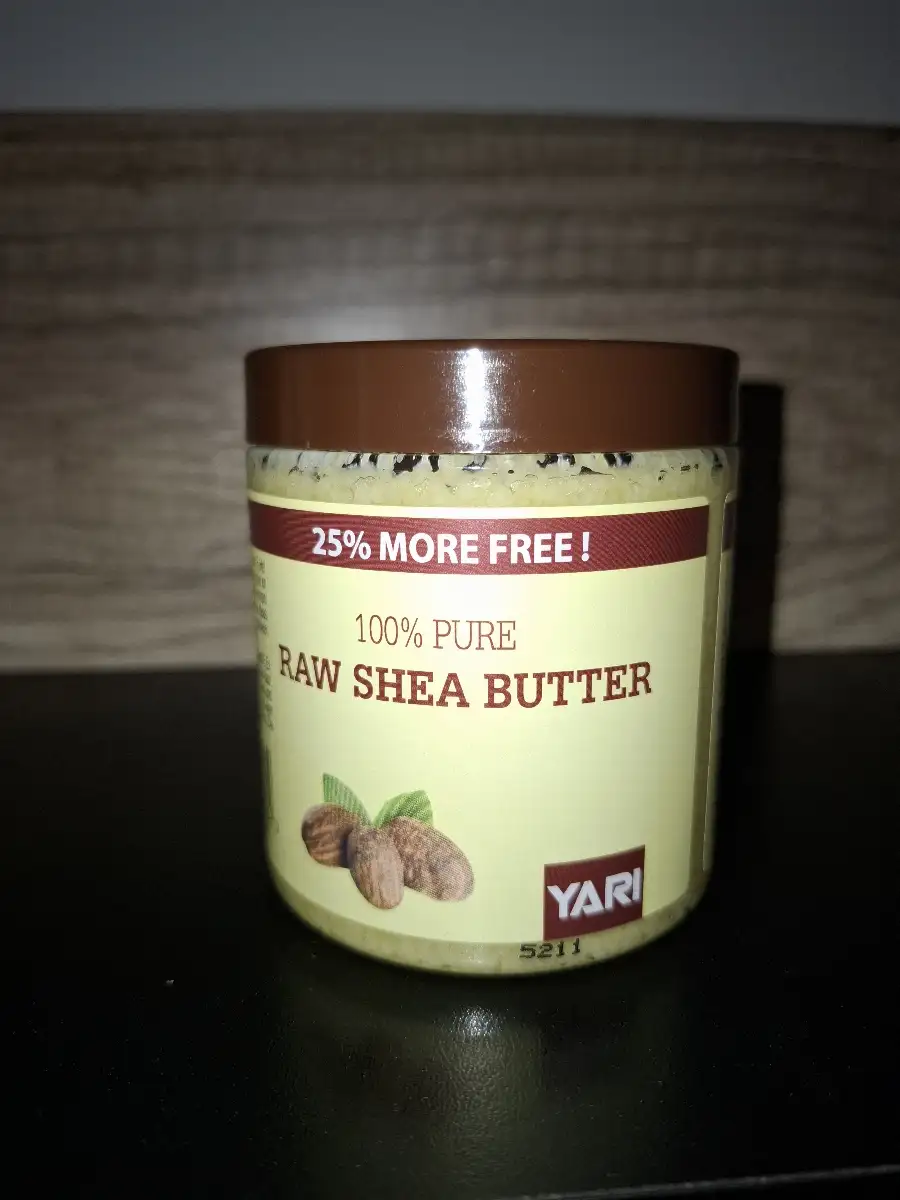 25% MORE FREE!
100% PURE
RAW SHEA BUTTER
YARI
5211